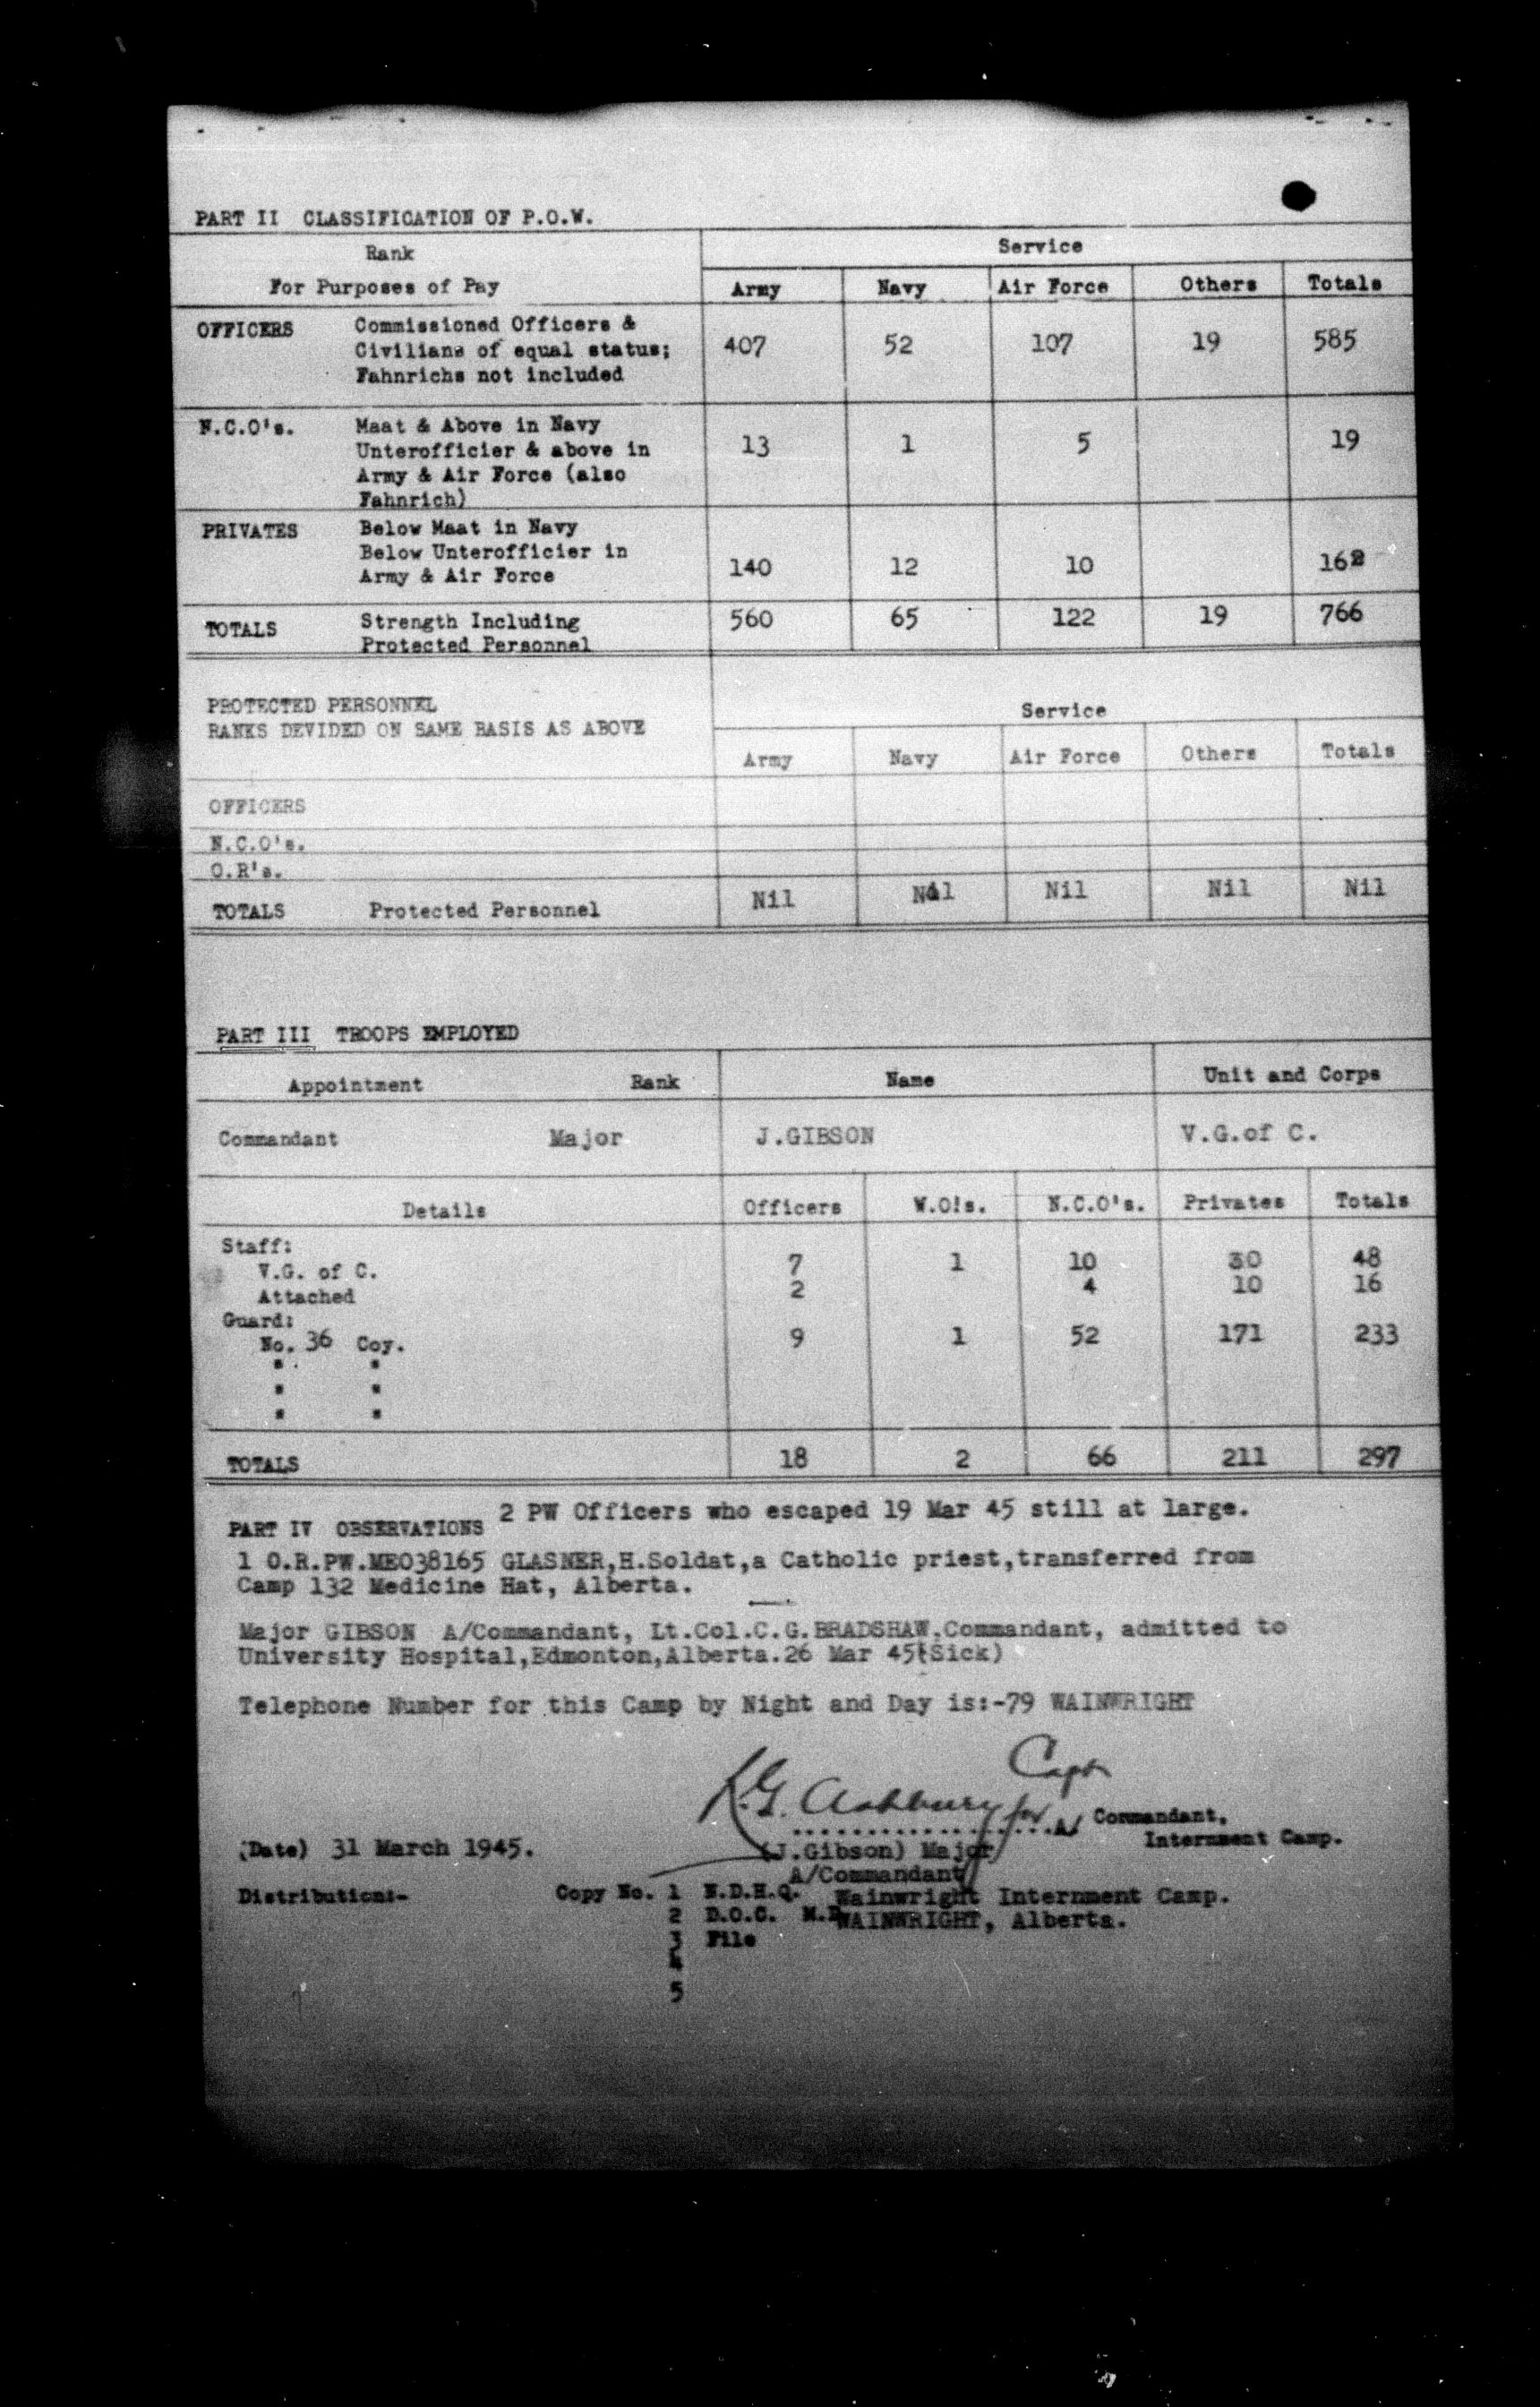 PART II CLASSIFICATION OF P.O.W.
Rank Service
For Purposes of Pay Army Navy Air Force Others Totals
OFFICERS Commissioned Officers &
Civilians of equal status; 407 52 107 19 585
Fahnrichs not included
N.C.O's. Maat & Above in Navy
Unterofficier & above in 13 1 5 19
Army & Air Force (also
Fahnrich)
PRIVATES Below Maat in Navy
Below Unterofficier in
Army & Air Force 140 12 10 162
TOTALS Strength Including 560 65 122 19 766
Protected Personnel
PROTECTED PERSONNEL Service
RANKS DEVIDED ON SAME BASIS AS ABOVE
Army Navy Air Force Others Totals
OFFICERS
N.C.O's.
O.R's.
TOTALS Protected Personnel Nil Nil Nil Nil Nil
PART III TROOPS EMPLOYED
Appointment Rank Name Unit and Corps
Commandant Major J.GIBSON V.G.of C.
Details Officers W.O's. N.C.O's. Privates Totals
Staff:
V.G. of C. 7 1 10 30 48
Attached 2 4 10 16
Guard:
No. 36 Coy. 9 1 52 171 233
" "
" "
" "
TOTALS 18 2 66 211 297
PART IV OBSERVATIONS 2 PW Officers who escaped 19 Mar 45 still at large.
1 O.R.PW.ME038165 GLASNER,H.Soldat,a Catholic priest,transferred from
Camp 132 Medicine Hat, Alberta.
Major GIBSON A/Commandant, Lt.Col.C.G.BRADSHAW.Commandant, admitted to
University Hospital,Edmonton,Alberta.26 Mar 45(Sick)
Telephone Number for this Camp by Night and Day is:-79 WAINWRIGHT
Capt
Ashbury for
A/ Commandant,
Internment Camp.
(Date) 31 March 1945. (J.Gibson) Major
A/Commandant
Distribution:- Copy No. 1 N.D.H.Q. Wainwright Internment Camp.
2 D.O.C. M.D. WAINWRIGHT, Alberta.
3 File
4
5